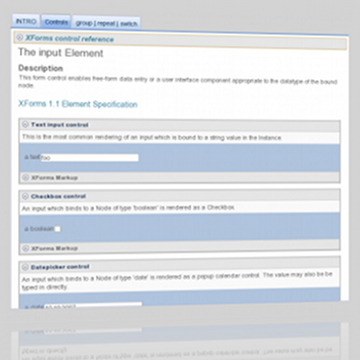 INTRO Controls group | repeat | switch
XForms control reference
The input Element
Description
This form control enables free-form data entry or a user interface component appropriate to the datatype of the bound
node.
XForms 1.1 Element Specification
Text input control
This is the most common rendering of an input which is bound to a string value in the instance.
a foo
XForms Markup
Checkbox control
An input which binds to a Node of type 'boolean' is rendered as a Checkbox.
a boolean
XForms Markup
Datepicker control
An input which binds to a Node of type 'date' is rendered as a popup calendar control. The value may also be be
typed in directly.